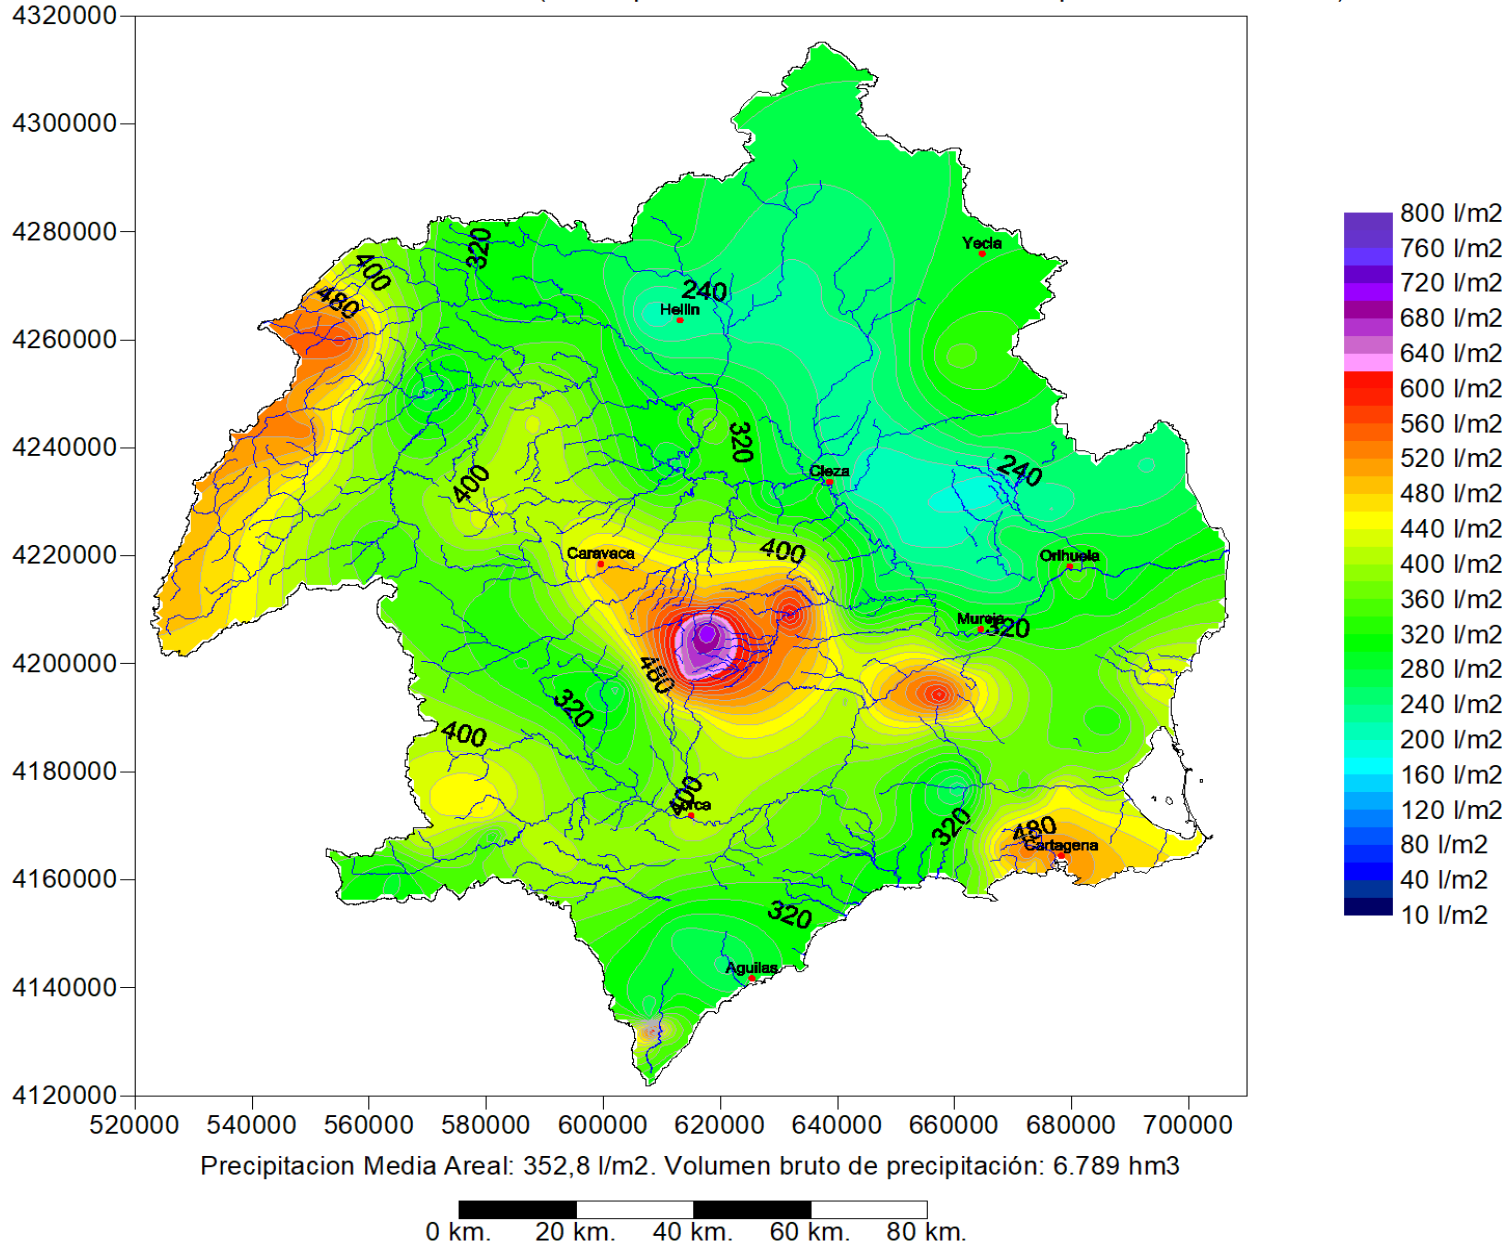 4320000
4300000
4280000
4260000
4240000
4220000
4200000
4180000
4160000
4140000
4120000
520000 540000 560000 580000 600000 620000 640000 660000 680000 700000
320
400
480
240
Hellin
Yecla
320
400
Cieza
240
Caravaca
400
Orihuela
Murcia
320
480
320
400
400
Lorca
320
480
Cartagena
320
Aguilas
800 l/m2
760 l/m2
720 l/m2
680 l/m2
640 l/m2
600 l/m2
560 l/m2
520 l/m2
480 l/m2
440 l/m2
400 l/m2
360 l/m2
320 l/m2
280 l/m2
240 l/m2
200 l/m2
160 l/m2
120 l/m2
80 l/m2
40 l/m2
10 l/m2
Precipitacion Media Areal: 352,8 l/m2. Volumen bruto de precipitación: 6.789 hm3
0 km. 20 km. 40 km. 60 km. 80 km.